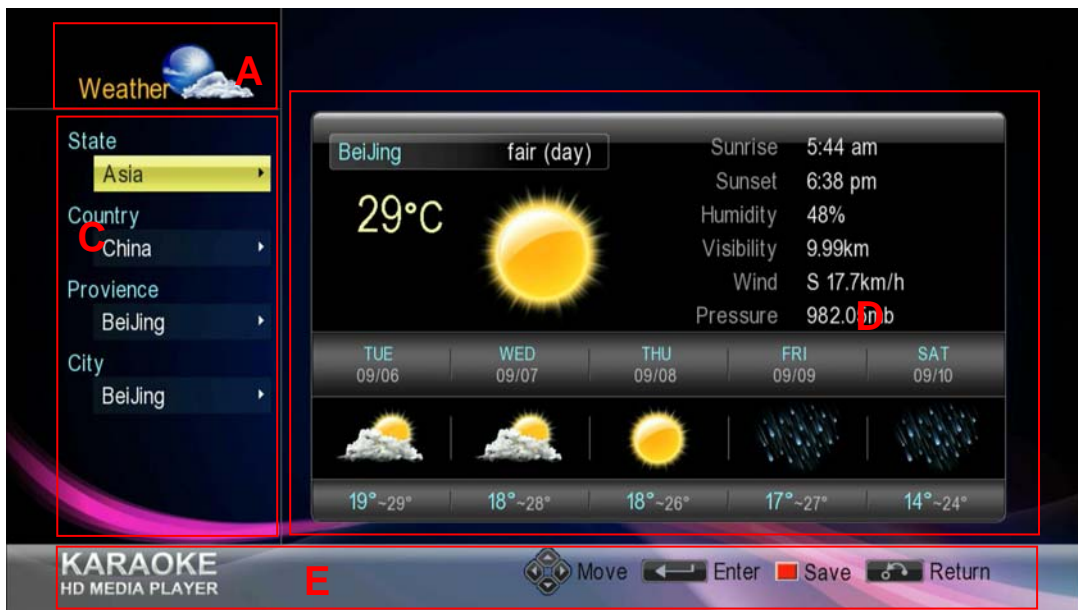 Weather A
State
Asia
Country
C
China
Provience
BeiJing
City
BeiJing
BeiJing fair (day)
29°C
Sunrise 5:44 am
Sunset 6:38 pm
Humidity 48%
Visibility 9.99km
Wind S 17.7km/h
Pressure 982.05mb
D
TUE WED THU FRI SAT
09/06 09/07 09/08 09/09 09/10
19°~29° 18°~28° 18°~26° 17°~27° 14°~24°
KARAOKE
HD MEDIA PLAYER
E
Move Enter Save Return